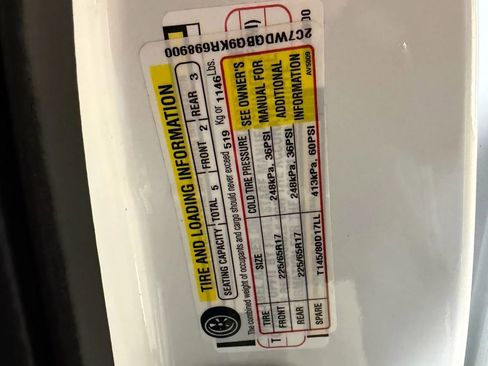 TIRE AND LOADING INFORMATION
SEATING CAPACITY TOTAL 5 FRONT 2 REAR 3
The combined weight of occupants and cargo should never exceed 519 Kg or 1146 Lbs.
TIRE SIZE COLD TIRE PRESSURE SEE OWNER'S
FRONT 225/65R17 248kPa, 36PSI MANUAL FOR
REAR 225/65R17 248kPa, 36PSI ADDITIONAL
SPARE T145/80D17LL 413kPa, 60PSI INFORMATION
AVS009